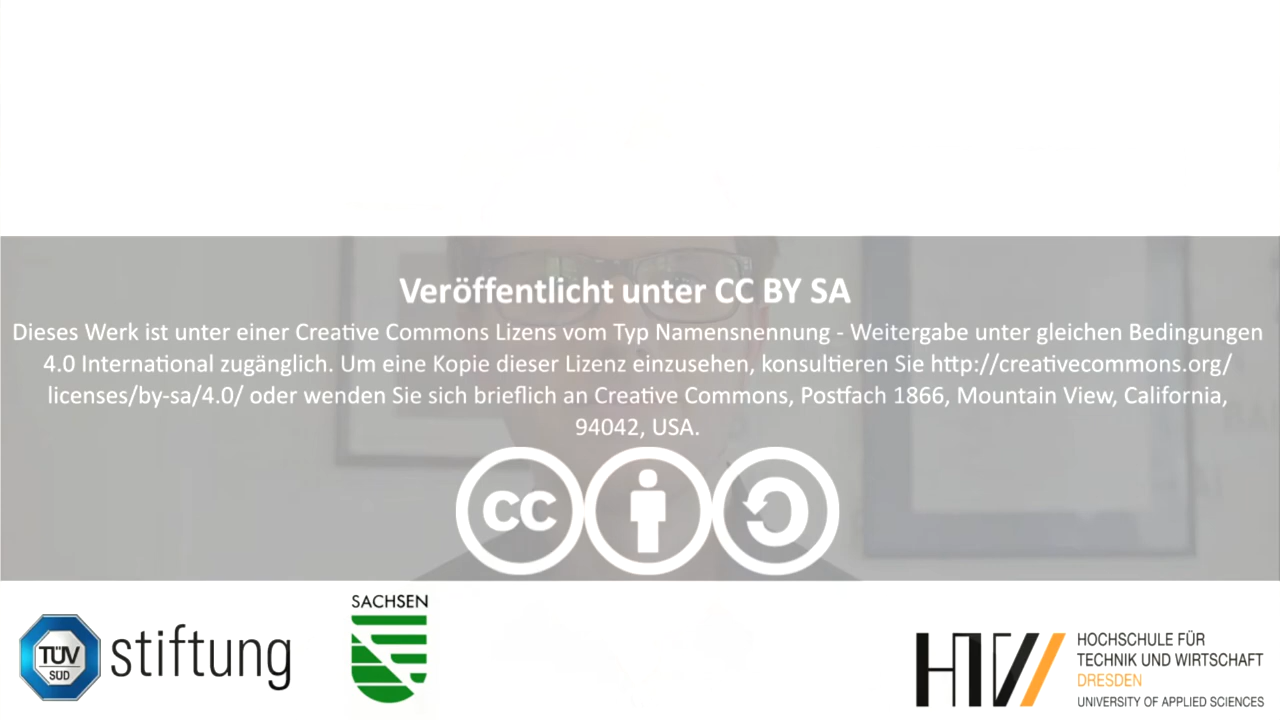 Veröffentlicht unter CC BY SA
Dieses Werk ist unter einer Creative Commons Lizens vom Typ Namensnennung - Weitergabe unter gleichen Bedingungen
4.0 International zugänglich. Um eine Kopie dieser Lizenz einzusehen, konsultieren Sie http://creativecommons.org/
licenses/by-sa/4.0/ oder wenden Sie sich brieflich an Creative Commons, Postfach 1866, Mountain View, California,
94042, USA.
cc
TÜV
SÜD
stiftung
SACHSEN
HTW
HOCHSCHULE FÜR
TECHNIK UND WIRTSCHAFT
DRESDEN
UNIVERSITY OF APPLIED SCIENCES